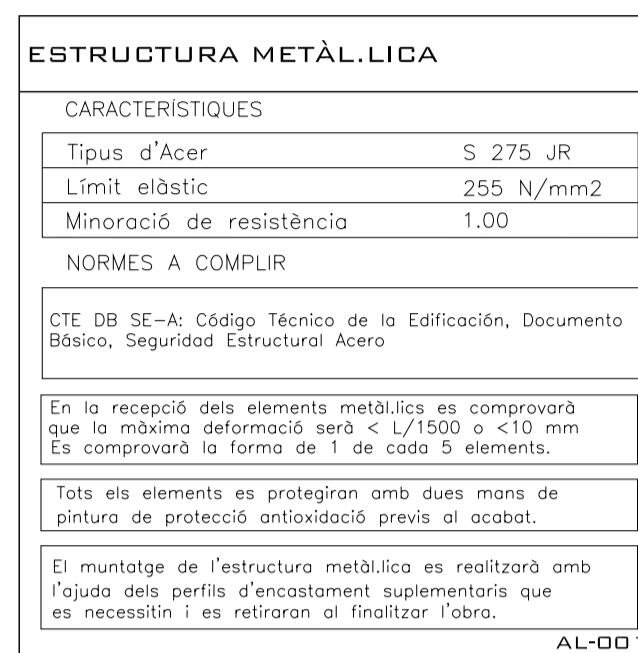 ESTRUCTURA METÀL.LICA
CARACTERÍSTIQUES
Tipus d'Acer S 275 JR
Límit elàstic 255 N/mm2
Minoració de resistència 1.00
NORMES A COMPLIR
CTE DB SE-A: Código Técnico de la Edificación, Documento
Básico, Seguridad Estructural Acero
En la recepció dels elements metàl.lics es comprovarà
que la màxima deformació serà < L/1500 o <10 mm
Es comprovarà la forma de 1 de cada 5 elements.
Tots els elements es protegiran amb dues mans de
pintura de protecció antioxidació previs al acabat.
El muntatge de l'estructura metàl.lica es realitzarà amb
l'ajuda dels perfils d'encastament suplementaris que
es necessitin i es retiraran al finalitzar l'obra.
AL-001